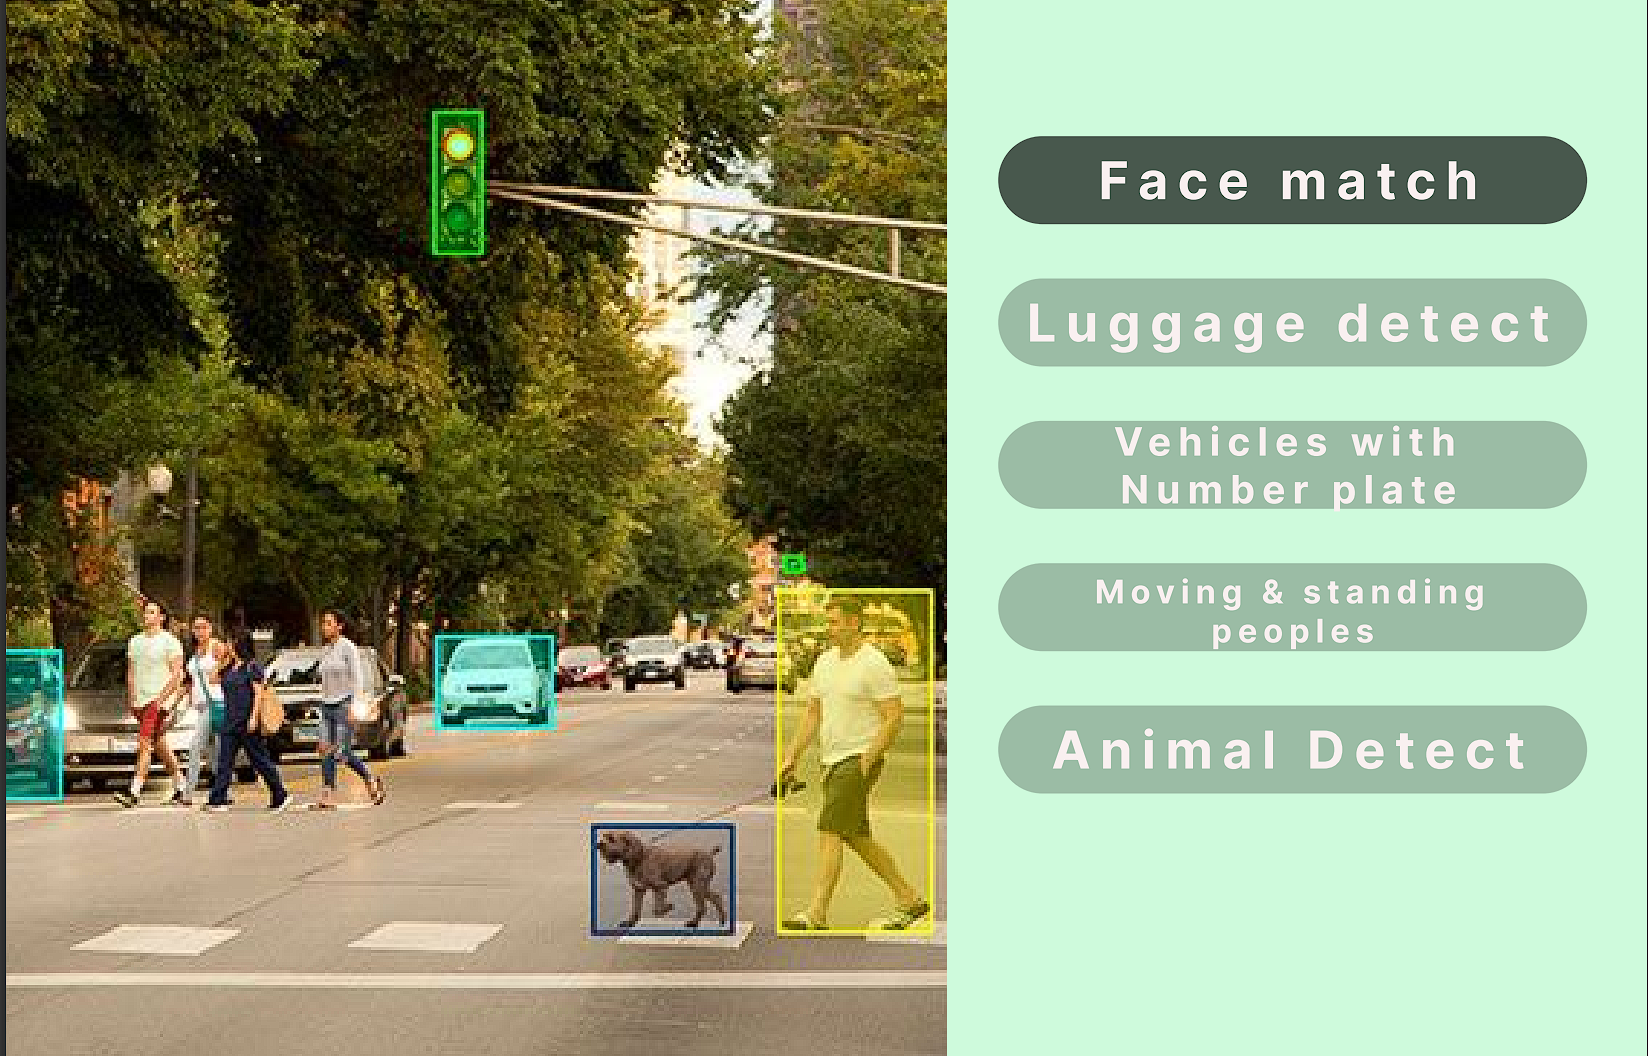 Face match
Luggage detect
Vehicles with
Number plate
Moving & standing
peoples
Animal Detect